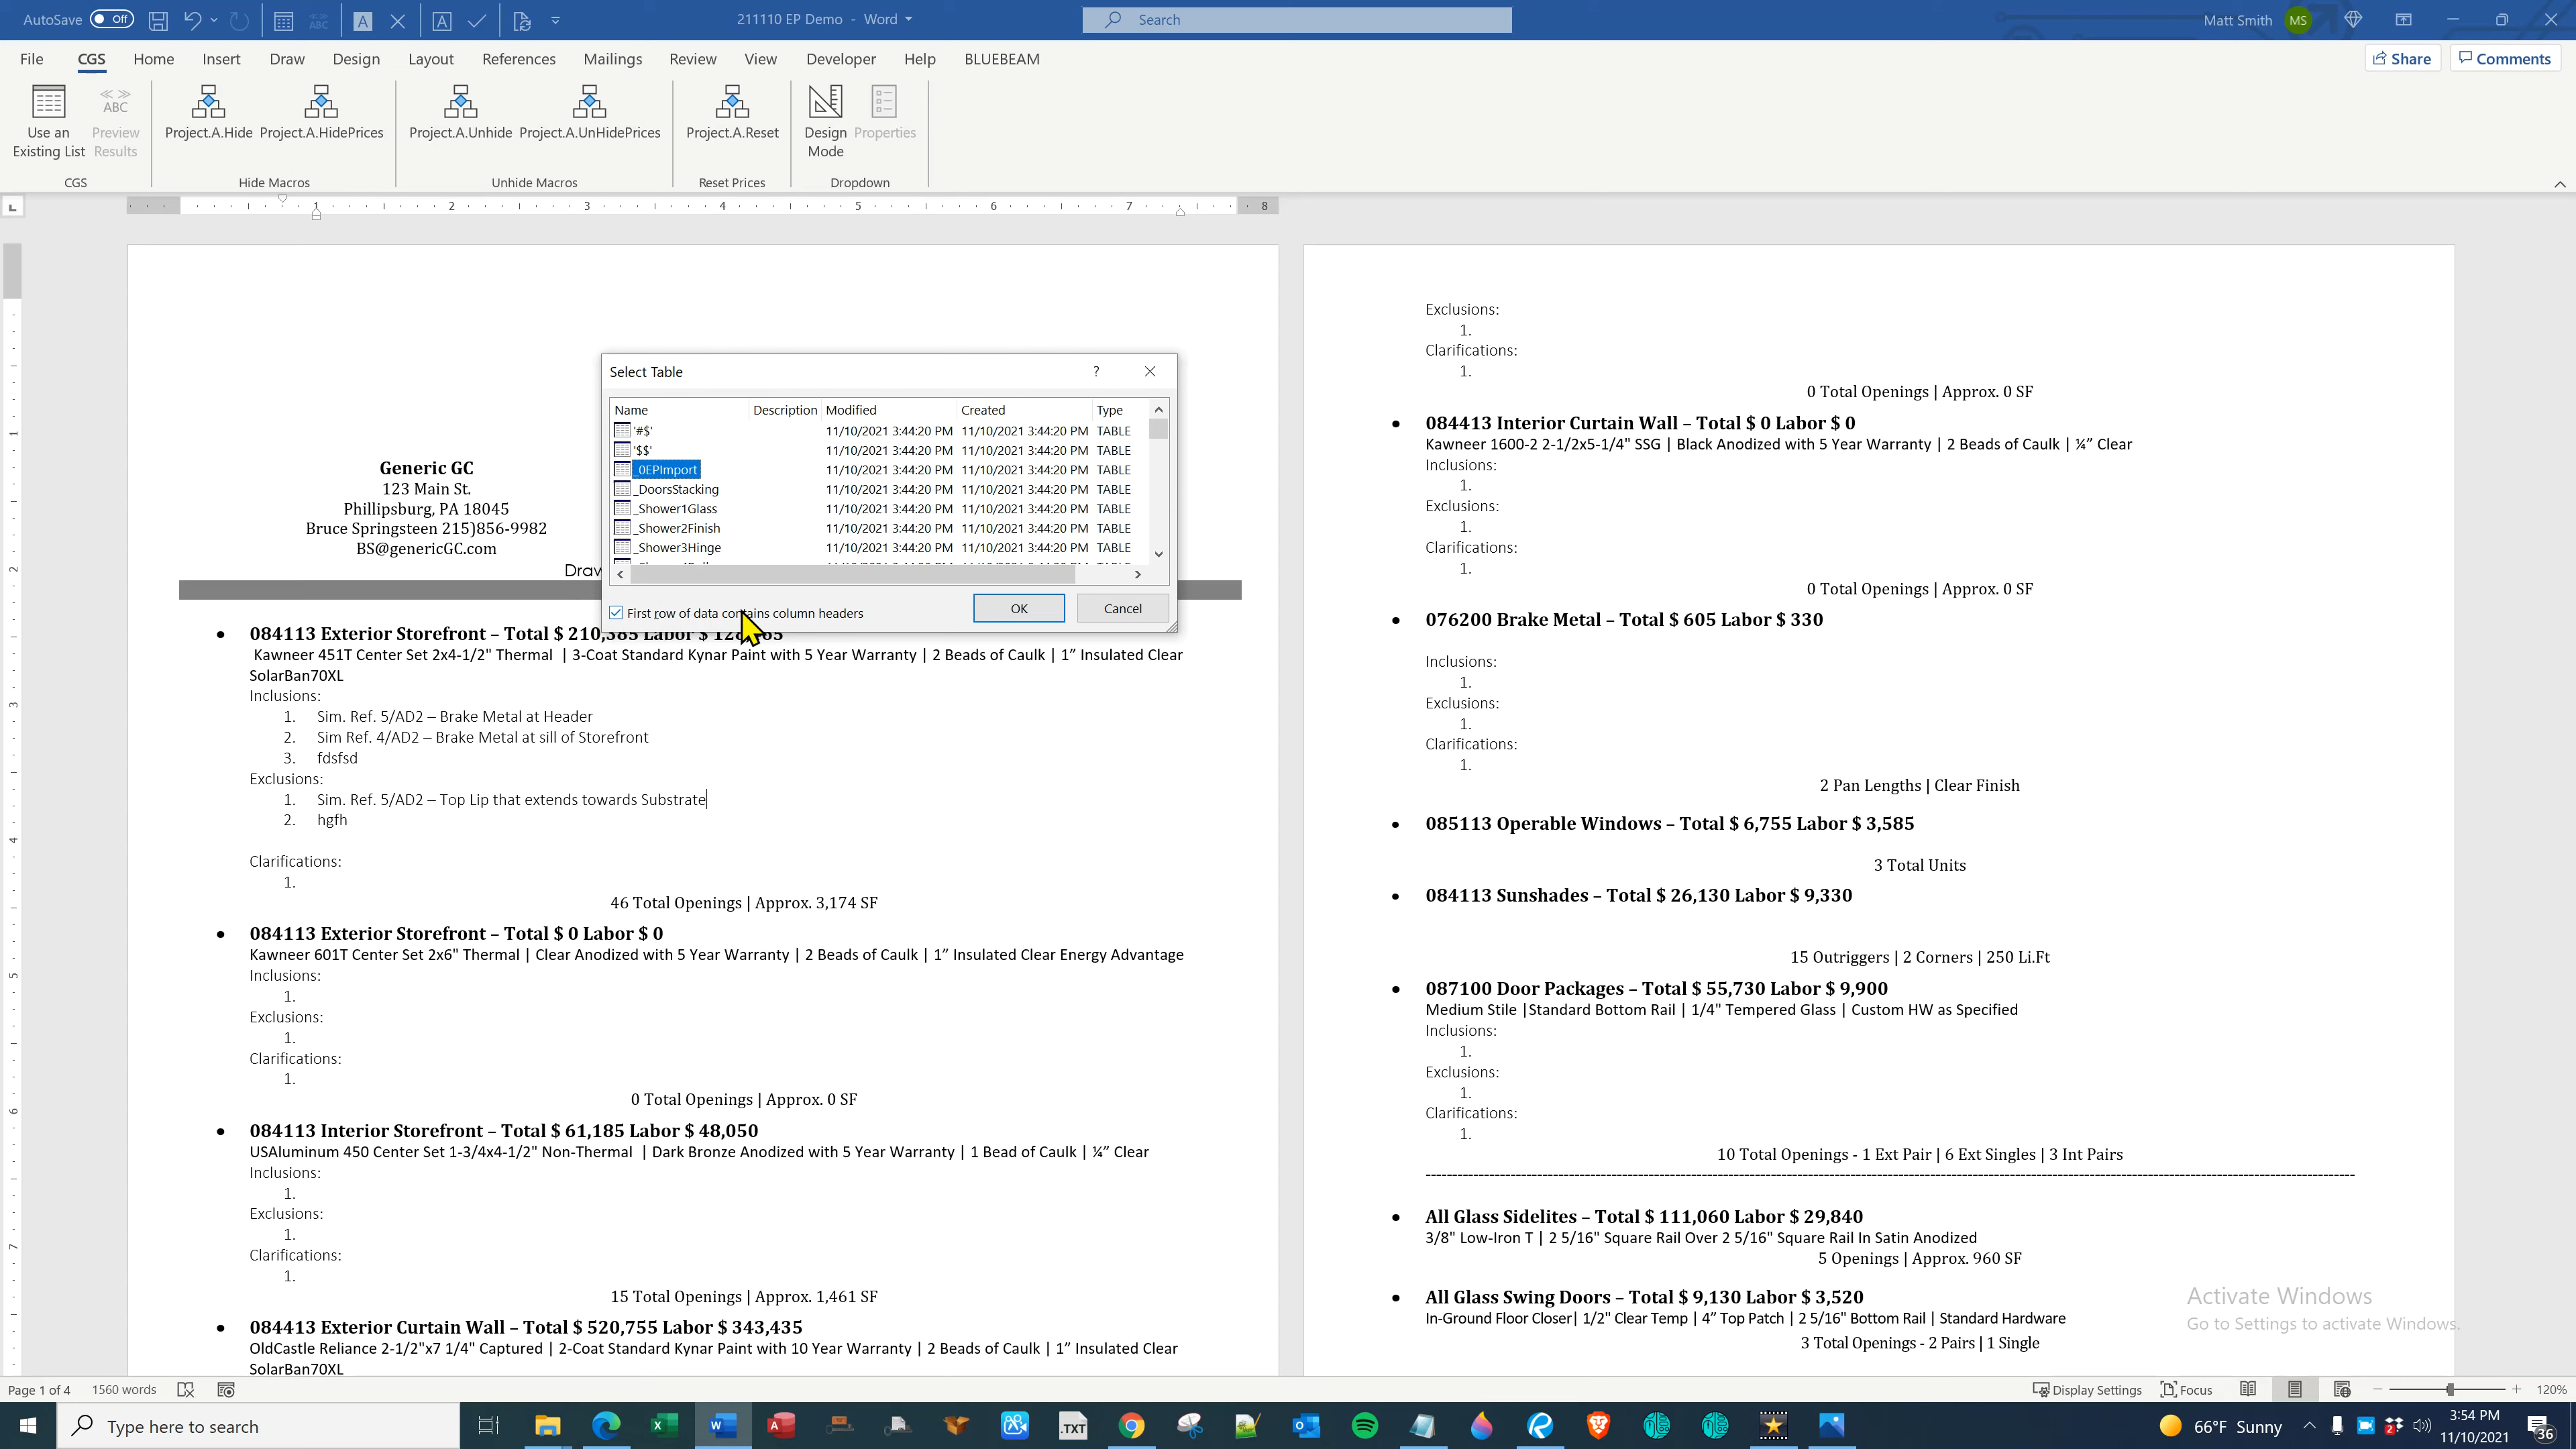 AutoSave Off
211110 EP Demo - Word
Search
Matt Smith MS
File CGS Home Insert Draw Design Layout References Mailings Review View Developer Help BLUEBEAM
Share Comments
Use an Existing List
Preview Results
Project.A.Hide Project.A.HidePrices
Project.A.Unhide Project.A.UnHidePrices
Project.A.Reset
Design Mode
Properties
CGS Hide Macros Unhide Macros Reset Prices Dropdown
1 2 3 4 5 6 7 8
Generic GC
123 Main St.
Phillipsburg, PA 18045
Bruce Springsteen 215)856-9982
BS@genericGC.com
Draw
Select Table ?
Name Description Modified Created Type
'#$' 11/10/2021 3:44:20 PM 11/10/2021 3:44:20 PM TABLE
'$$' 11/10/2021 3:44:20 PM 11/10/2021 3:44:20 PM TABLE
_0EPImport 11/10/2021 3:44:20 PM 11/10/2021 3:44:20 PM TABLE
_DoorsStacking 11/10/2021 3:44:20 PM 11/10/2021 3:44:20 PM TABLE
_Shower1Glass 11/10/2021 3:44:20 PM 11/10/2021 3:44:20 PM TABLE
_Shower2Finish 11/10/2021 3:44:20 PM 11/10/2021 3:44:20 PM TABLE
_Shower3Hinge 11/10/2021 3:44:20 PM 11/10/2021 3:44:20 PM TABLE
First row of data contains column headers
OK Cancel
• 084113 Exterior Storefront – Total $ 210,385 Labor $
Kawneer 451T Center Set 2x4-1/2" Thermal | 3-Coat Standard Kynar Paint with 5 Year Warranty | 2 Beads of Caulk | 1” Insulated Clear
SolarBan70XL
Inclusions:
1. Sim. Ref. 5/AD2 – Brake Metal at Header
2. Sim Ref. 4/AD2 – Brake Metal at sill of Storefront
3. fdsfsd
Exclusions:
1. Sim. Ref. 5/AD2 – Top Lip that extends towards Substrate
2. hgfh
Clarifications:
1.
46 Total Openings | Approx. 3,174 SF
• 084113 Exterior Storefront – Total $ 0 Labor $ 0
Kawneer 601T Center Set 2x6" Thermal | Clear Anodized with 5 Year Warranty | 2 Beads of Caulk | 1” Insulated Clear Energy Advantage
Inclusions:
1.
Exclusions:
1.
Clarifications:
1.
0 Total Openings | Approx. 0 SF
• 084113 Interior Storefront – Total $ 61,185 Labor $ 48,050
USAluminum 450 Center Set 1-3/4x4-1/2" Non-Thermal | Dark Bronze Anodized with 5 Year Warranty | 1 Bead of Caulk | ¼” Clear
Inclusions:
1.
Exclusions:
1.
Clarifications:
1.
15 Total Openings | Approx. 1,461 SF
• 084413 Exterior Curtain Wall – Total $ 520,755 Labor $ 343,435
OldCastle Reliance 2-1/2"x7 1/4" Captured | 2-Coat Standard Kynar Paint with 10 Year Warranty | 2 Beads of Caulk | 1” Insulated Clear
SolarBan70XL
Exclusions:
1.
Clarifications:
1.
0 Total Openings | Approx. 0 SF
• 084413 Interior Curtain Wall – Total $ 0 Labor $ 0
Kawneer 1600-2 2-1/2x5-1/4" SSG | Black Anodized with 5 Year Warranty | 2 Beads of Caulk | ¼” Clear
Inclusions:
1.
Exclusions:
1.
Clarifications:
1.
0 Total Openings | Approx. 0 SF
• 076200 Brake Metal – Total $ 605 Labor $ 330
Inclusions:
1.
Exclusions:
1.
Clarifications:
1.
2 Pan Lengths | Clear Finish
• 085113 Operable Windows – Total $ 6,755 Labor $ 3,585
3 Total Units
• 084113 Sunshades – Total $ 26,130 Labor $ 9,330
15 Outriggers | 2 Corners | 250 Li.Ft
• 087100 Door Packages – Total $ 55,730 Labor $ 9,900
Medium Stile |Standard Bottom Rail | 1/4" Tempered Glass | Custom HW as Specified
Inclusions:
1.
Exclusions:
1.
Clarifications:
1.
10 Total Openings - 1 Ext Pair | 6 Ext Singles | 3 Int Pairs
• All Glass Sidelites – Total $ 111,060 Labor $ 29,840
3/8" Low-Iron T | 2 5/16" Square Rail Over 2 5/16" Square Rail In Satin Anodized
5 Openings | Approx. 960 SF
• All Glass Swing Doors – Total $ 9,130 Labor $ 3,520
In-Ground Floor Closer| 1/2" Clear Temp | 4” Top Patch | 2 5/16" Bottom Rail | Standard Hardware
3 Total Openings - 2 Pairs | 1 Single
Activate Windows
Go to Settings to activate Windows.
Page 1 of 4 1560 words
Display Settings Focus 120%
Type here to search
.TXT
66°F Sunny
3:54 PM
11/10/2021
36